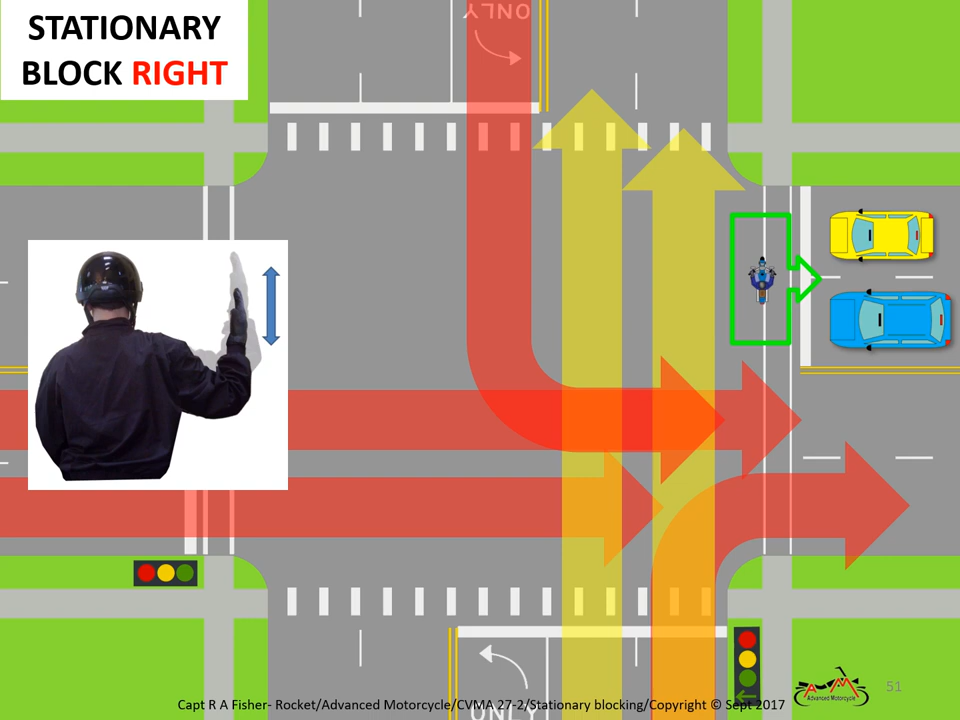 STATIONARY
BLOCK RIGHT
ONLY
ONLY
Advanced Motorcycle
51
Capt R A Fisher- Rocket/Advanced Motorcycle/CVMA 27-2/Stationary blocking/Copyright © Sept 2017